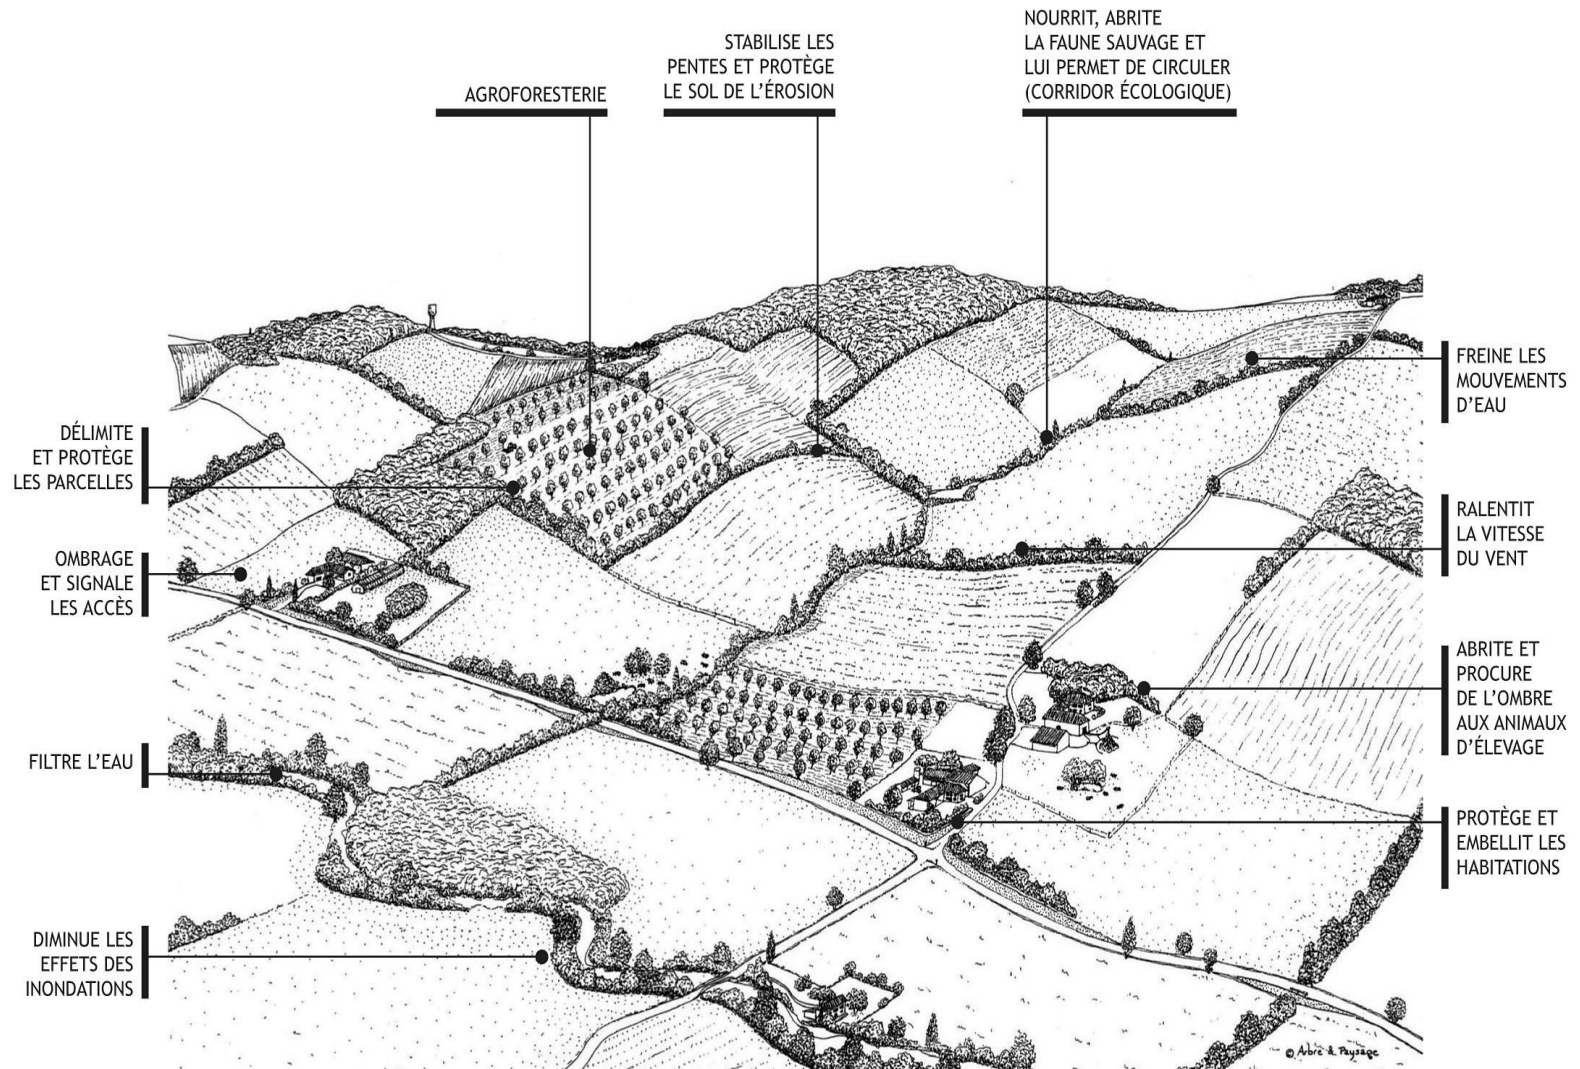 NOURRIT, ABRITE
LA FAUNE SAUVAGE ET
LUI PERMET DE CIRCULER
(CORRIDOR ÉCOLOGIQUE)
STABILISE LES
PENTES ET PROTÈGE
LE SOL DE L'ÉROSION
AGROFORESTERIE
DÉLIMITE
ET PROTÈGE
LES PARCELLES
OMBRAGE
ET SIGNALE
LES ACCÈS
FILTRE L'EAU
DIMINUE LES
EFFETS DES
INONDATIONS
FREINE LES
MOUVEMENTS
D'EAU
RALENTIT
LA VITESSE
DU VENT
ABRITE ET
PROCURE
DE L'OMBRE
AUX ANIMAUX
D'ÉLEVAGE
PROTÈGE ET
EMBELLIT LES
HABITATIONS
© Arbre & Paysage